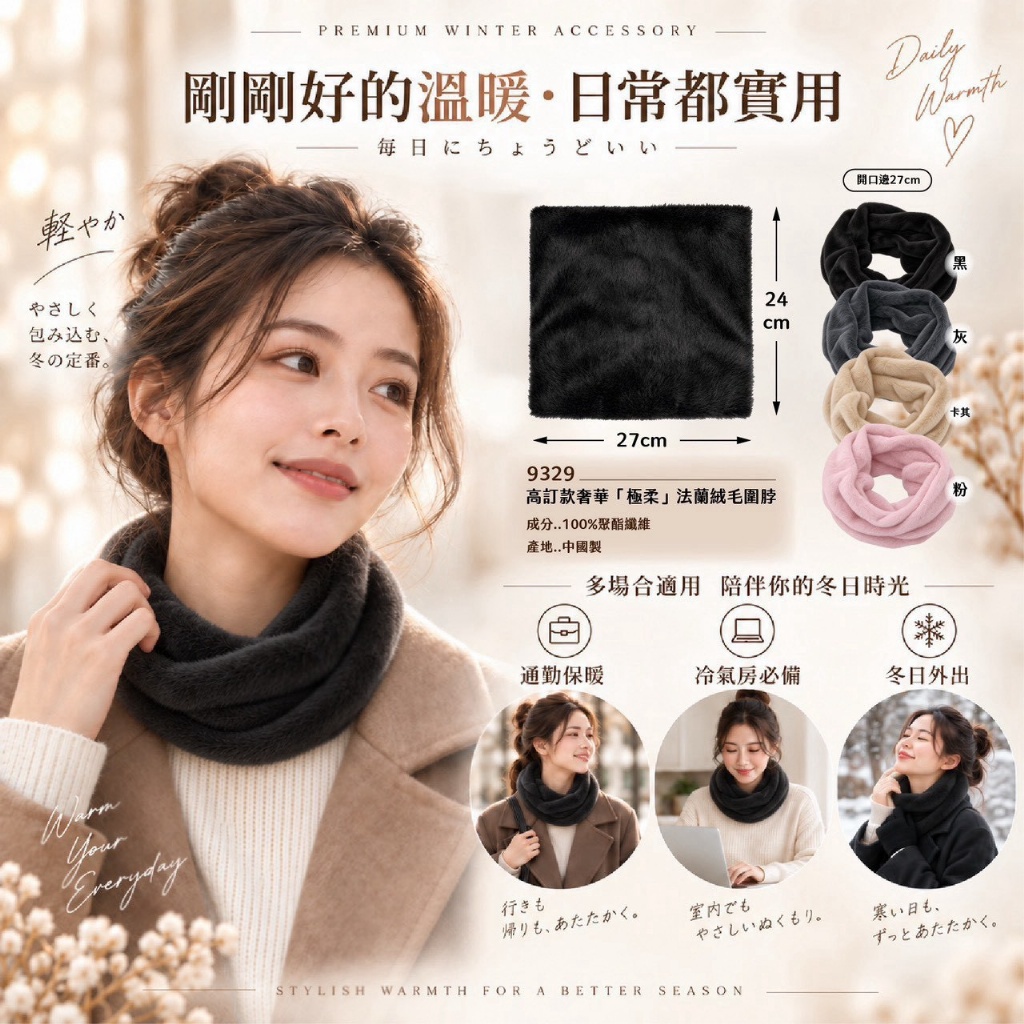 PREMIUM WINTER ACCESSORY
剛剛好的溫暖·日常都實用
毎日にちょうどいい
Daily
Warmth
軽やか
やさしく
包み込む、
冬の定番。
開口邊27cm
黑
灰
卡其
粉
24
cm
27cm
9329
高訂款奢華「極柔」法蘭絨毛圍脖
成分..100%聚酯纖維
產地..中國製
多場合適用 陪伴你的冬日時光
通勤保暖
冷氣房必備
冬日外出
行きも
帰りも、あたたかく。
室内でも
やさしいぬくもり。
寒い日も、
ずっとあたたかく。
Warm
Your
Everyday
STYLISH WARMTH FOR A BETTER SEASON